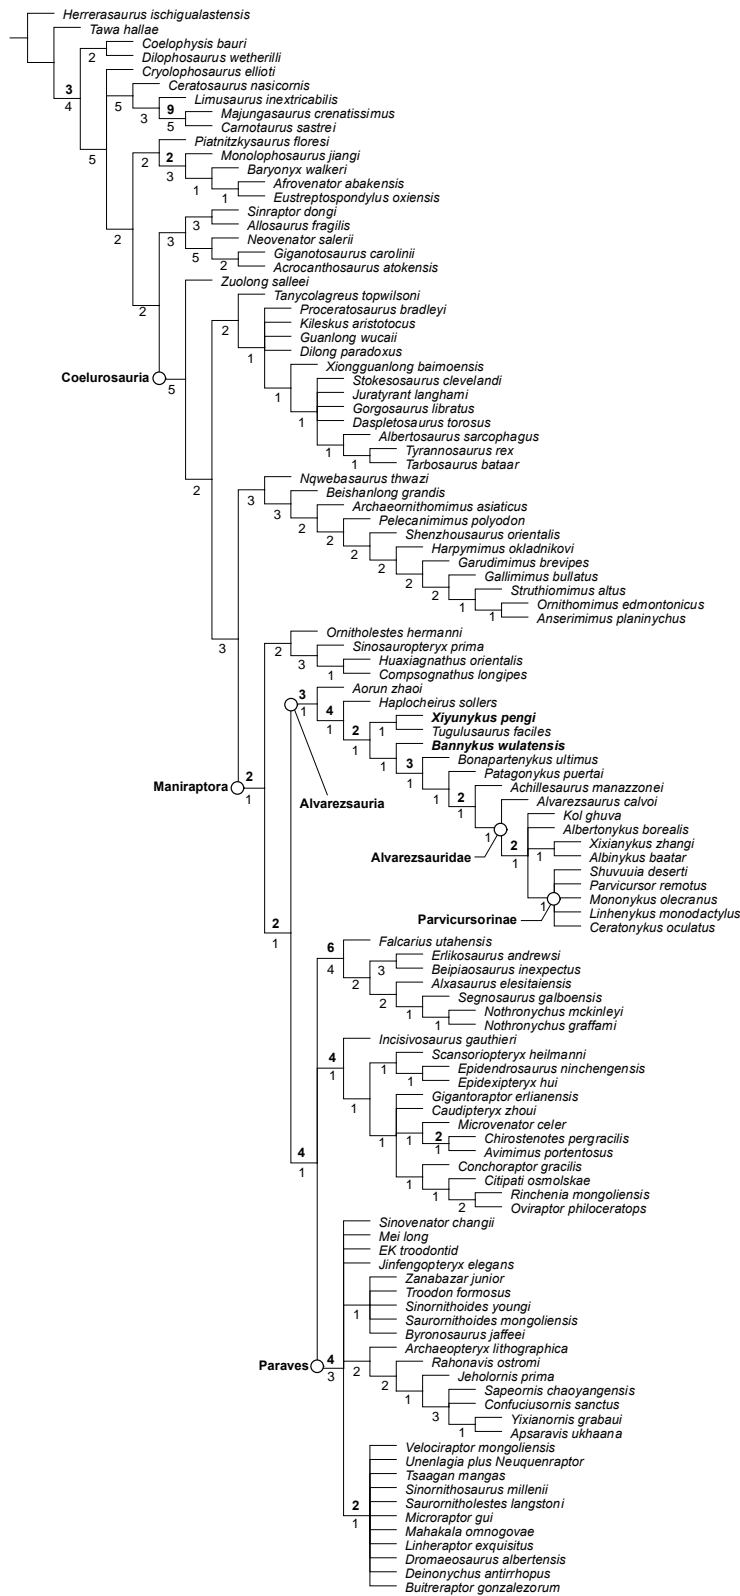 Herrerasaurus ischigualastensis
Tawa hallae
Coelophysis bauri
2
Dilophosaurus wetherilli
Cryolophosaurus ellioti
3
Ceratosaurus nasicornis
4
5
Limusaurus inextricabilis
9
3
Majungasaurus crenatissimus
5
Carnotaurus sastrei
Piatnitzkysaurus floresi
5
2
2
Monolophosaurus jiangi
3
Baryonyx walkeri
1
Afrovenator abakensis
1
Eustreptospondylus oxiensis
Sinraptor dongi
3
Allosaurus fragilis
2
3
Neovenator salerii
5
Giganotosaurus carolinii
2
Acrocanthosaurus atokensis
Zuolong salleei
Tanycolagreus topwilsoni
2
Proceratosaurus bradleyi
2
Kileskus aristotocus
Guanlong wucaii
1
Dilong paradoxus
Xiongguanlong baimoensis
Coelurosauria
5
Stokesosaurus clevelandi
1
Juratyrant langhami
Gorgosaurus libratus
1
Daspletosaurus torosus
Albertosaurus sarcophagus
1
Tyrannosaurus rex
1
Tarbosaurus bataar
Nqwebasaurus thwazi
2
3
Beishanlong grandis
3
Archaeornithomimus asiaticus
2
Pelecanimimus polyodon
2
Shenzhousaurus orientalis
2
Harpymimus okladnikovi
2
Garudimimus brevipes
2
Gallimimus bullatus
2
Struthiomimus altus
1
Ornithomimus edmontonicus
1
Anserimimus planinychus
Ornitholestes hermanni
3
2
Sinosauropteryx prima
3
Huaxiagnathus orientalis
1
Compsognathus longipes
Aorun zhaoi
3
1
Haplocheirus sollers
4
1
Xiyunykus pengi
2
1
Tugulusaurus faciles
1
Bannykus wulatensis
1
Bonapartenykus ultimus
3
Patagonykus puertai
1
Maniraptora
2
1
Achillesaurus manazzonei
1
2
Alvarezsauria
Alvarezsaurus calvoi
1
Kol ghuva
1
Albertonykus borealis
2
Xixianykus zhangi
Alvarezsauridae
1
1
Albinykus baatar
Shuvuuia deserti
Parvicursor remotus
1
Mononykus olecranus
Parvicursorinae
Linhenykus monodactylus
2
Ceratonykus oculatus
1
6
Falcarius utahensis
4
Erlikosaurus andrewsi
3
Beipiaosaurus inexpectus
2
Alxasaurus elesitaiensis
2
Segnosaurus galboensis
1
Nothronychus mckinleyi
1
Nothronychus graffami
Incisivosaurus gauthieri
4
1
Scansoriopteryx heilmanni
1
Epidendrosaurus ninchengensis
1
Epidexipteryx hui
1
Gigantoraptor erlianensis
Caudipteryx zhoui
Microvenator celer
1
1
2
Chirostenotes pergracilis
1
Avimimus portentosus
4
1
Conchoraptor gracilis
1
Citipati osmolskae
1
Rinchenia mongoliensis
2
Oviraptor philoceratops
Sinovenator changii
Mei long
EK troodontid
Jinfengopteryx elegans
Zanabazar junior
Troodon formosus
1
Sinornithoides youngi
Saurornithoides mongoliensis
Byronosaurus jaffeei
Archaeopteryx lithographica
Paraves
4
3
2
Rahonavis ostromi
2
Jeholornis prima
1
Sapeornis chaoyangensis
3
Confuciusornis sanctus
Yixianornis grabaui
1
Apsaravis ukhaana
Velociraptor mongoliensis
Unenlagia plus Neuquenraptor
Tsaagan mangas
Sinornithosaurus millenii
2
Saurornitholestes langstoni
1
Microraptor gui
Mahakala omnogovae
Linheraptor exquisitus
Dromaeosaurus albertensis
Deinonychus antirrhopus
Buitreraptor gonzalezorum